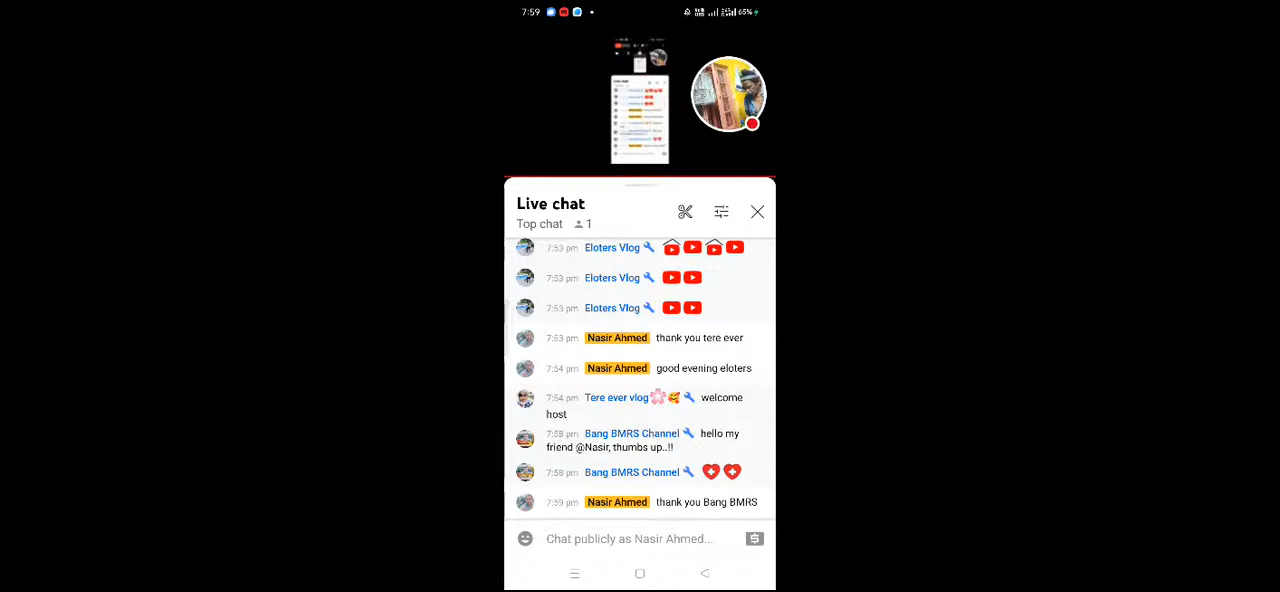 7:59
65%
Live chat
Top chat 1
7:53 pm Eloters Vlog
7:53 pm Eloters Vlog
7:53 pm Eloters Vlog
7:53 pm Nasir Ahmed thank you tere ever
7:54 pm Nasir Ahmed good evening eloters
7:54 pm Tere ever vlog🌸🥰 welcome
host
7:58 pm Bang BMRS Channel hello my
friend @Nasir, thumbs up..!!
7:58 pm Bang BMRS Channel
7:59 pm Nasir Ahmed thank you Bang BMRS
Chat publicly as Nasir Ahmed...